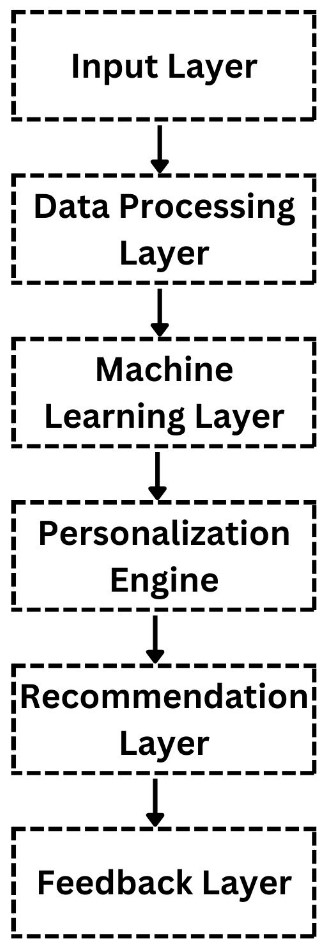 Input Layer
Data Processing
Layer
Machine
Learning Layer
Personalization
Engine
Recommendation
Layer
Feedback Layer